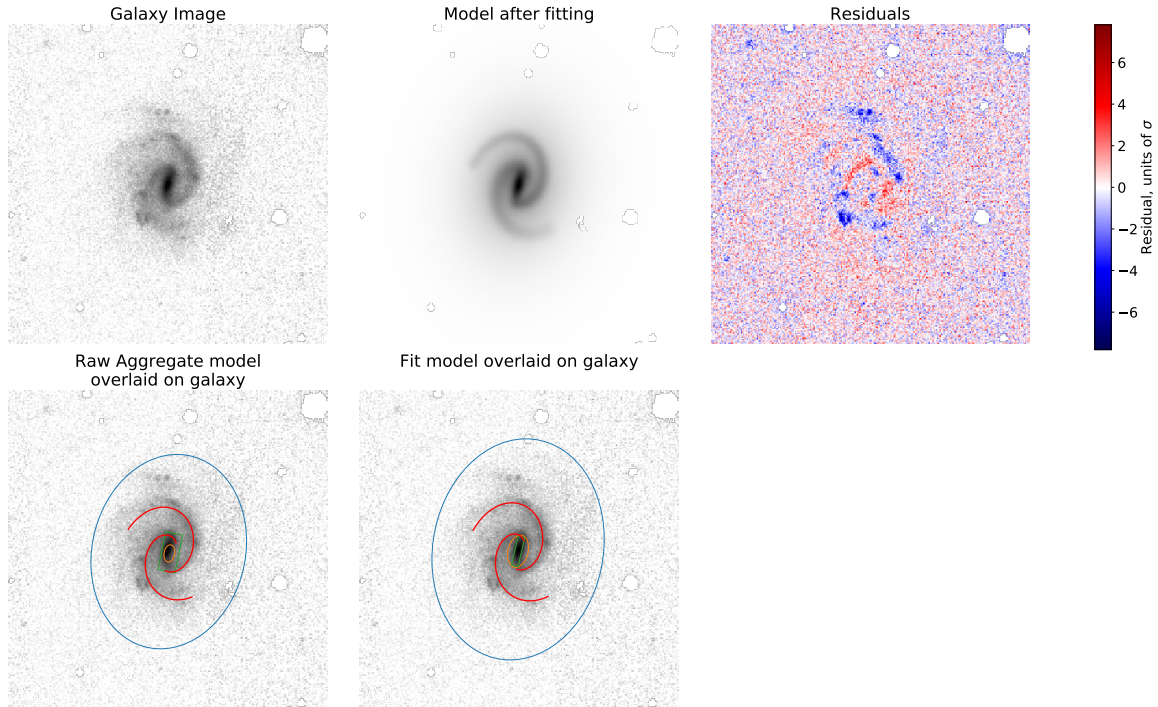 Galaxy Image
Model after fitting
Residuals
6
4
2
0
−2
−4
−6
Residual, units of σ
Raw Aggregate model
overlaid on galaxy
Fit model overlaid on galaxy